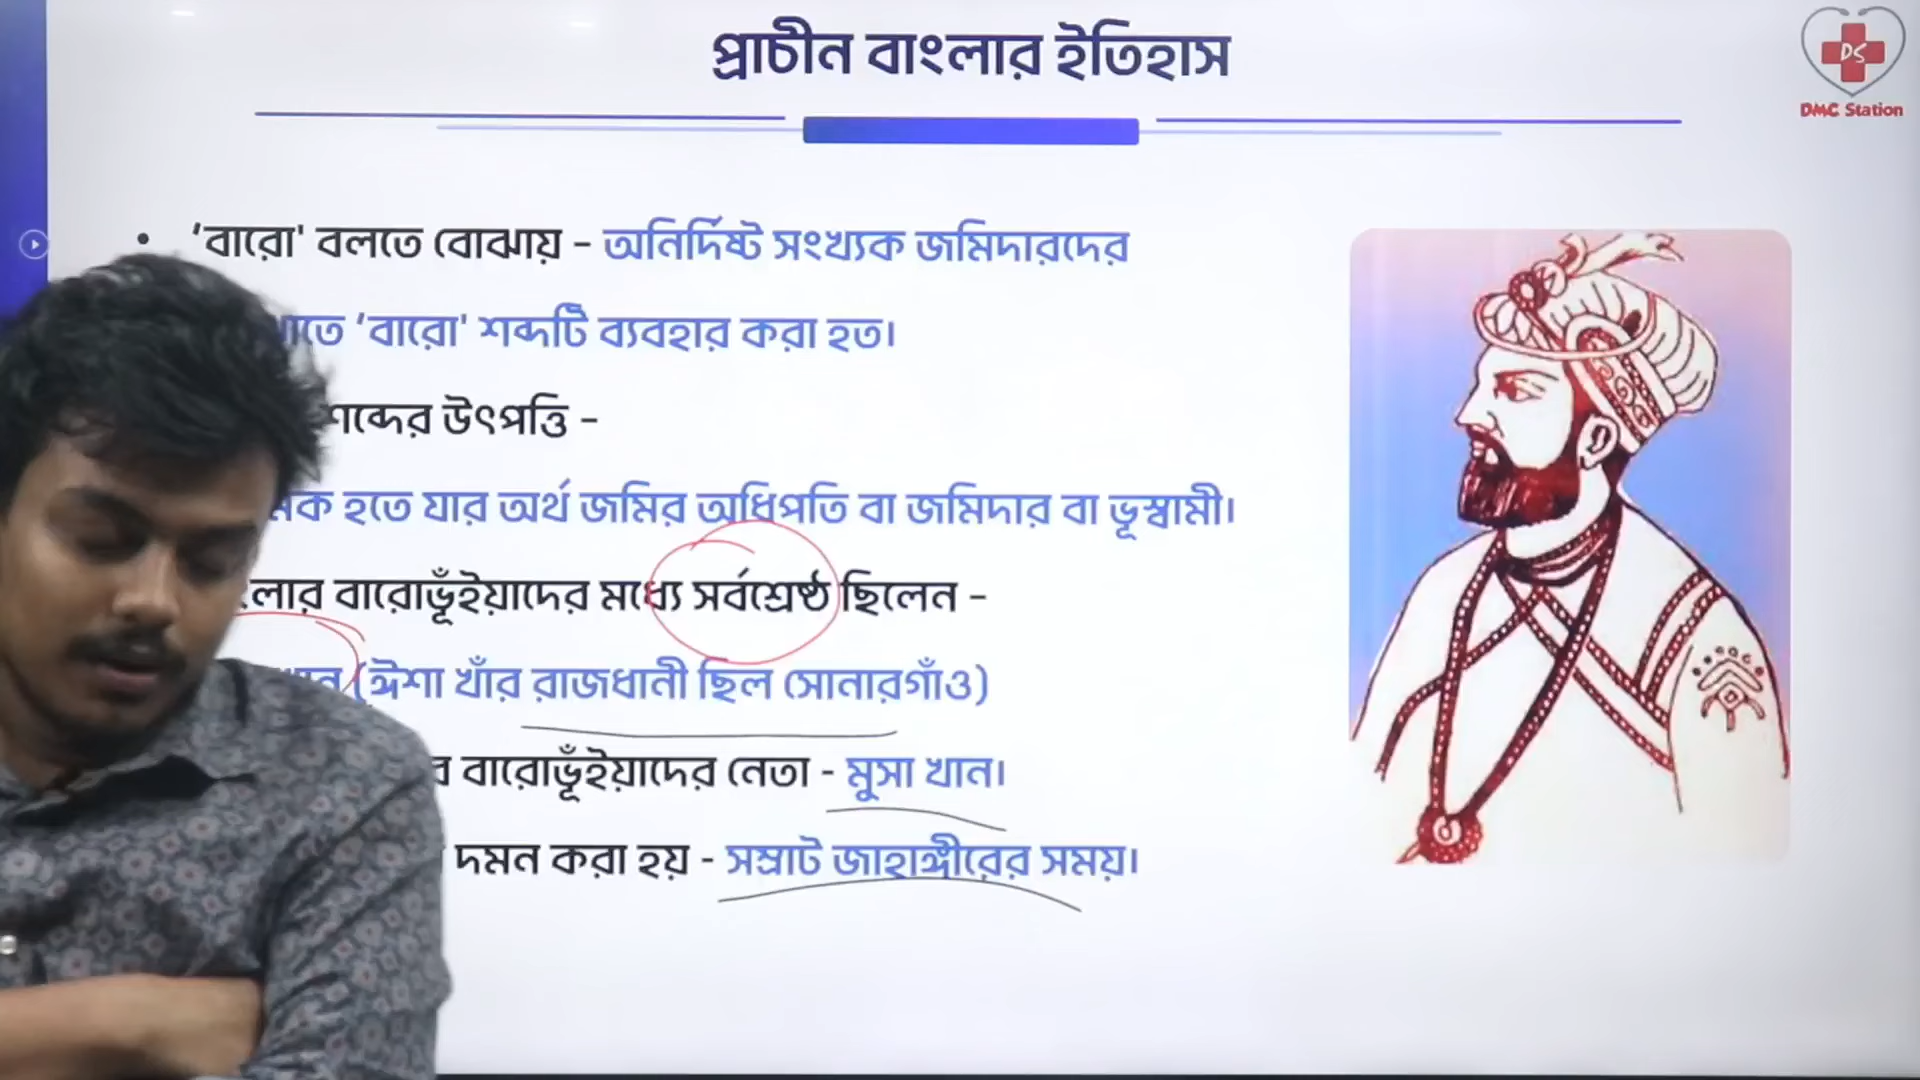 প্রাচীন বাংলার ইতিহাস
DS
DMC Station
• ‘বারো' বলতে বোঝায় – অনির্দিষ্ট সংখ্যক জমিদারদের
‘বারো' শব্দটি ব্যবহার করা হত।
শব্দের উৎপত্তি –
হতে যার অর্থ জমির অধিপতি বা জমিদার বা ভূস্বামী।
বারোভূঁইয়াদের মধ্যে সর্বশ্রেষ্ঠ ছিলেন –
(ঈশা খাঁর রাজধানী ছিল সোনারগাঁও)
বারোভূঁইয়াদের নেতা - মুসা খান।
দমন করা হয় - সম্রাট জাহাঙ্গীরের সময়।